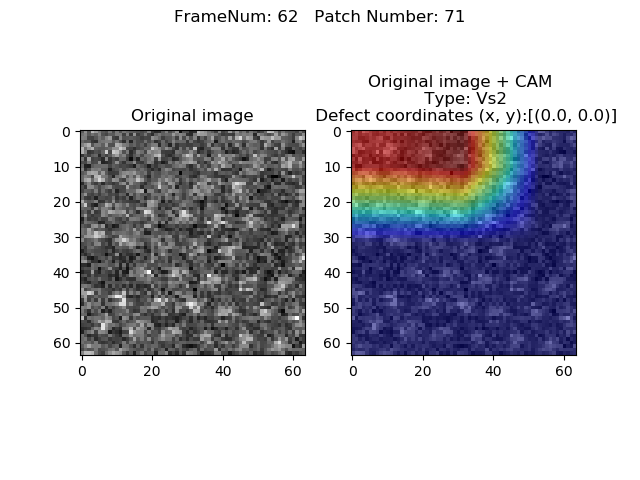 FrameNum: 62   Patch Number: 71
Original image
Original image + CAM
Type: Vs2
Defect coordinates (x, y):[(0.0, 0.0)]
0
10
20
30
40
50
60
0 20 40 60
0
10
20
30
40
50
60
0 20 40 60